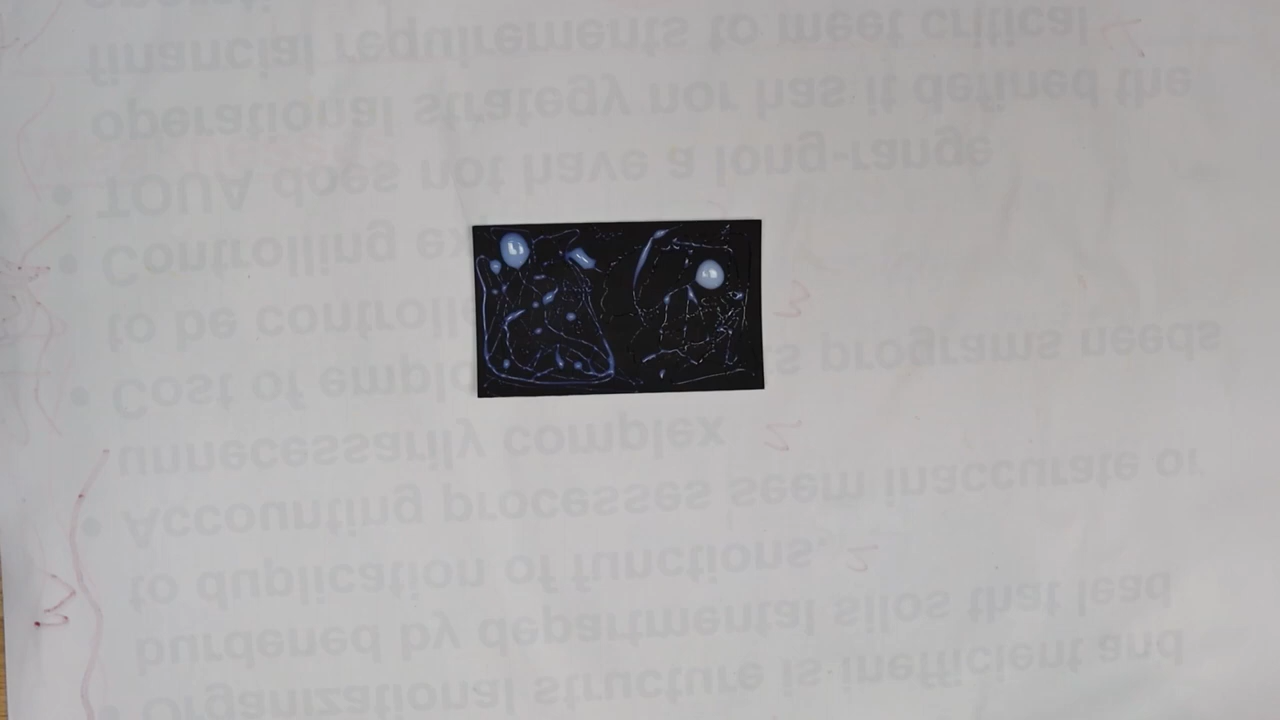 • Organizational structure is inefficient and
burdened by departmental silos that lead
to duplication of functions.
• Accounting processes seem inaccurate or
unnecessarily complex
• Cost of programs needs
to be
• Controlling
• TOUA does not have a long-range
operational strategy nor has it defined the
financial requirements to meet critical